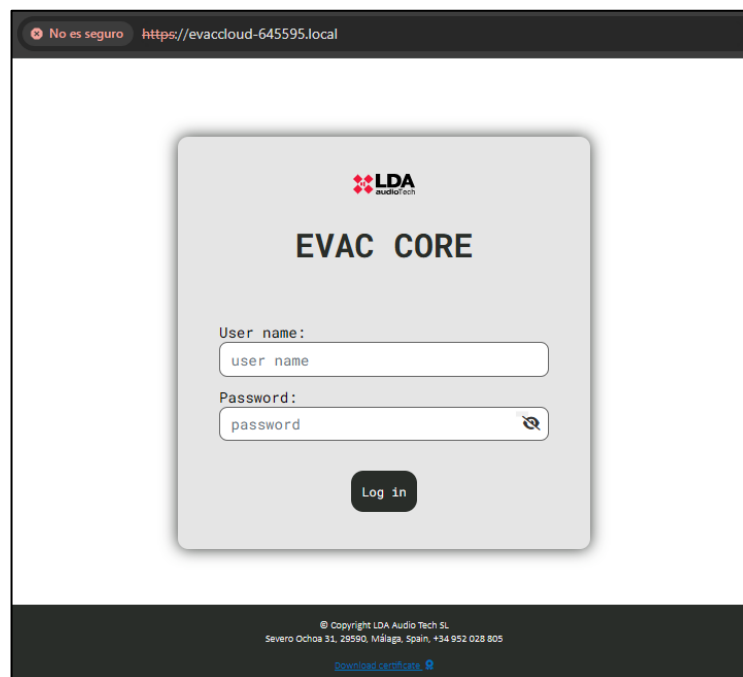 No es seguro https://evaccloud-645595.local
LDA
audioTech
EVAC CORE
User name:
user name
Password:
password
Log in
© Copyright LDA Audio Tech SL
Severo Ochoa 31, 29590, Málaga, Spain, +34 952 028 805
Download certificate